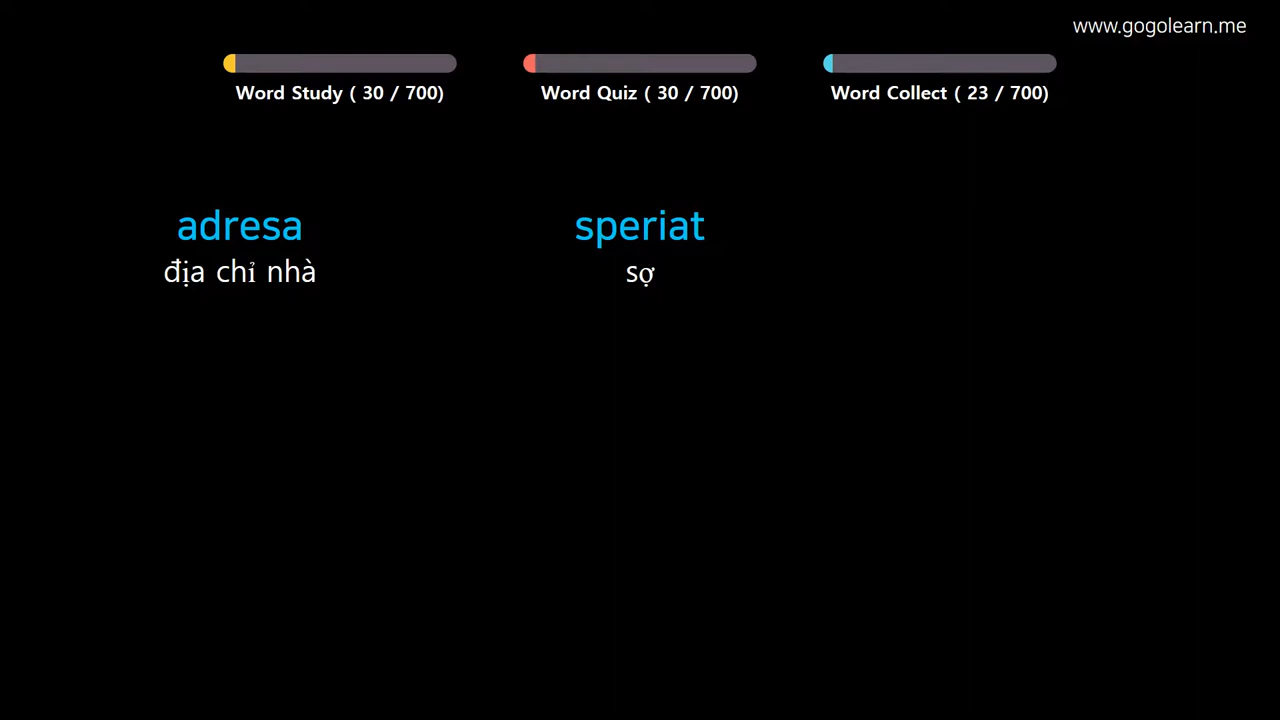 www.gogolearn.me
Word Study ( 30 / 700)
Word Quiz ( 30 / 700)
Word Collect ( 23 / 700)
adresa
địa chỉ nhà
speriat
sợ